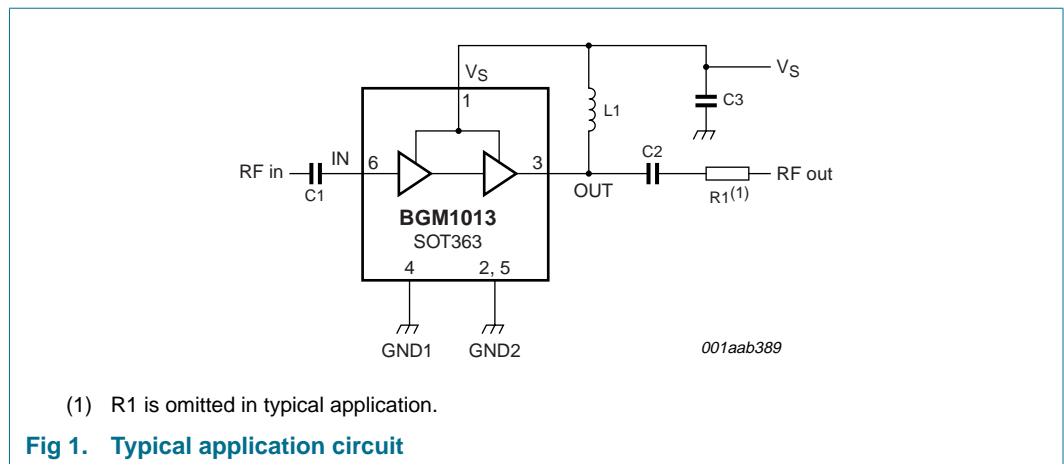 VS
VS
1
C3
L1
C2
IN
6
3
RF in
RF out
C1
OUT
R1(1)
BGM1013
SOT363
4
2, 5
GND1
GND2
001aab389
(1) R1 is omitted in typical application.
Fig 1. Typical application circuit